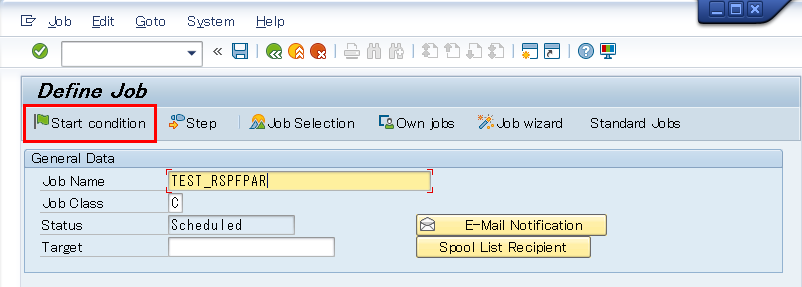 Job Edit Goto System Help
Define Job
Start condition Step Job Selection Own jobs Job wizard Standard Jobs
General Data
Job Name TEST_RSPFPAR
Job Class C
Status Scheduled E-Mail Notification
Target Spool List Recipient